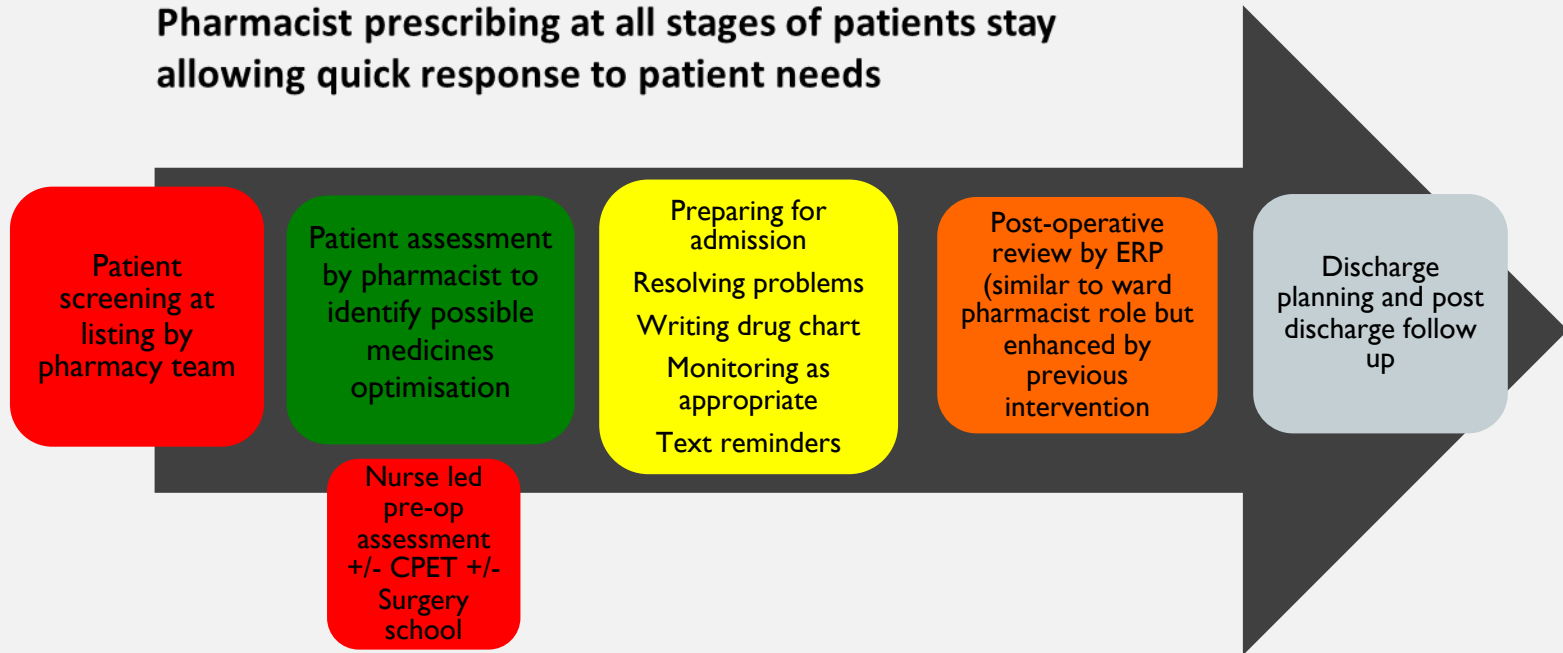 Pharmacist prescribing at all stages of patients stay
allowing quick response to patient needs
Patient
screening at
listing by
pharmacy team
Patient assessment
by pharmacist to
identify possible
medicines
optimisation
Nurse led
pre-op
assessment
+/- CPET +/-
Surgery
school
Preparing for
admission
Resolving problems
Writing drug chart
Monitoring as
appropriate
Text reminders
Post-operative
review by ERP
(similar to ward
pharmacist role but
enhanced by
previous
intervention
Discharge
planning and post
discharge follow
up